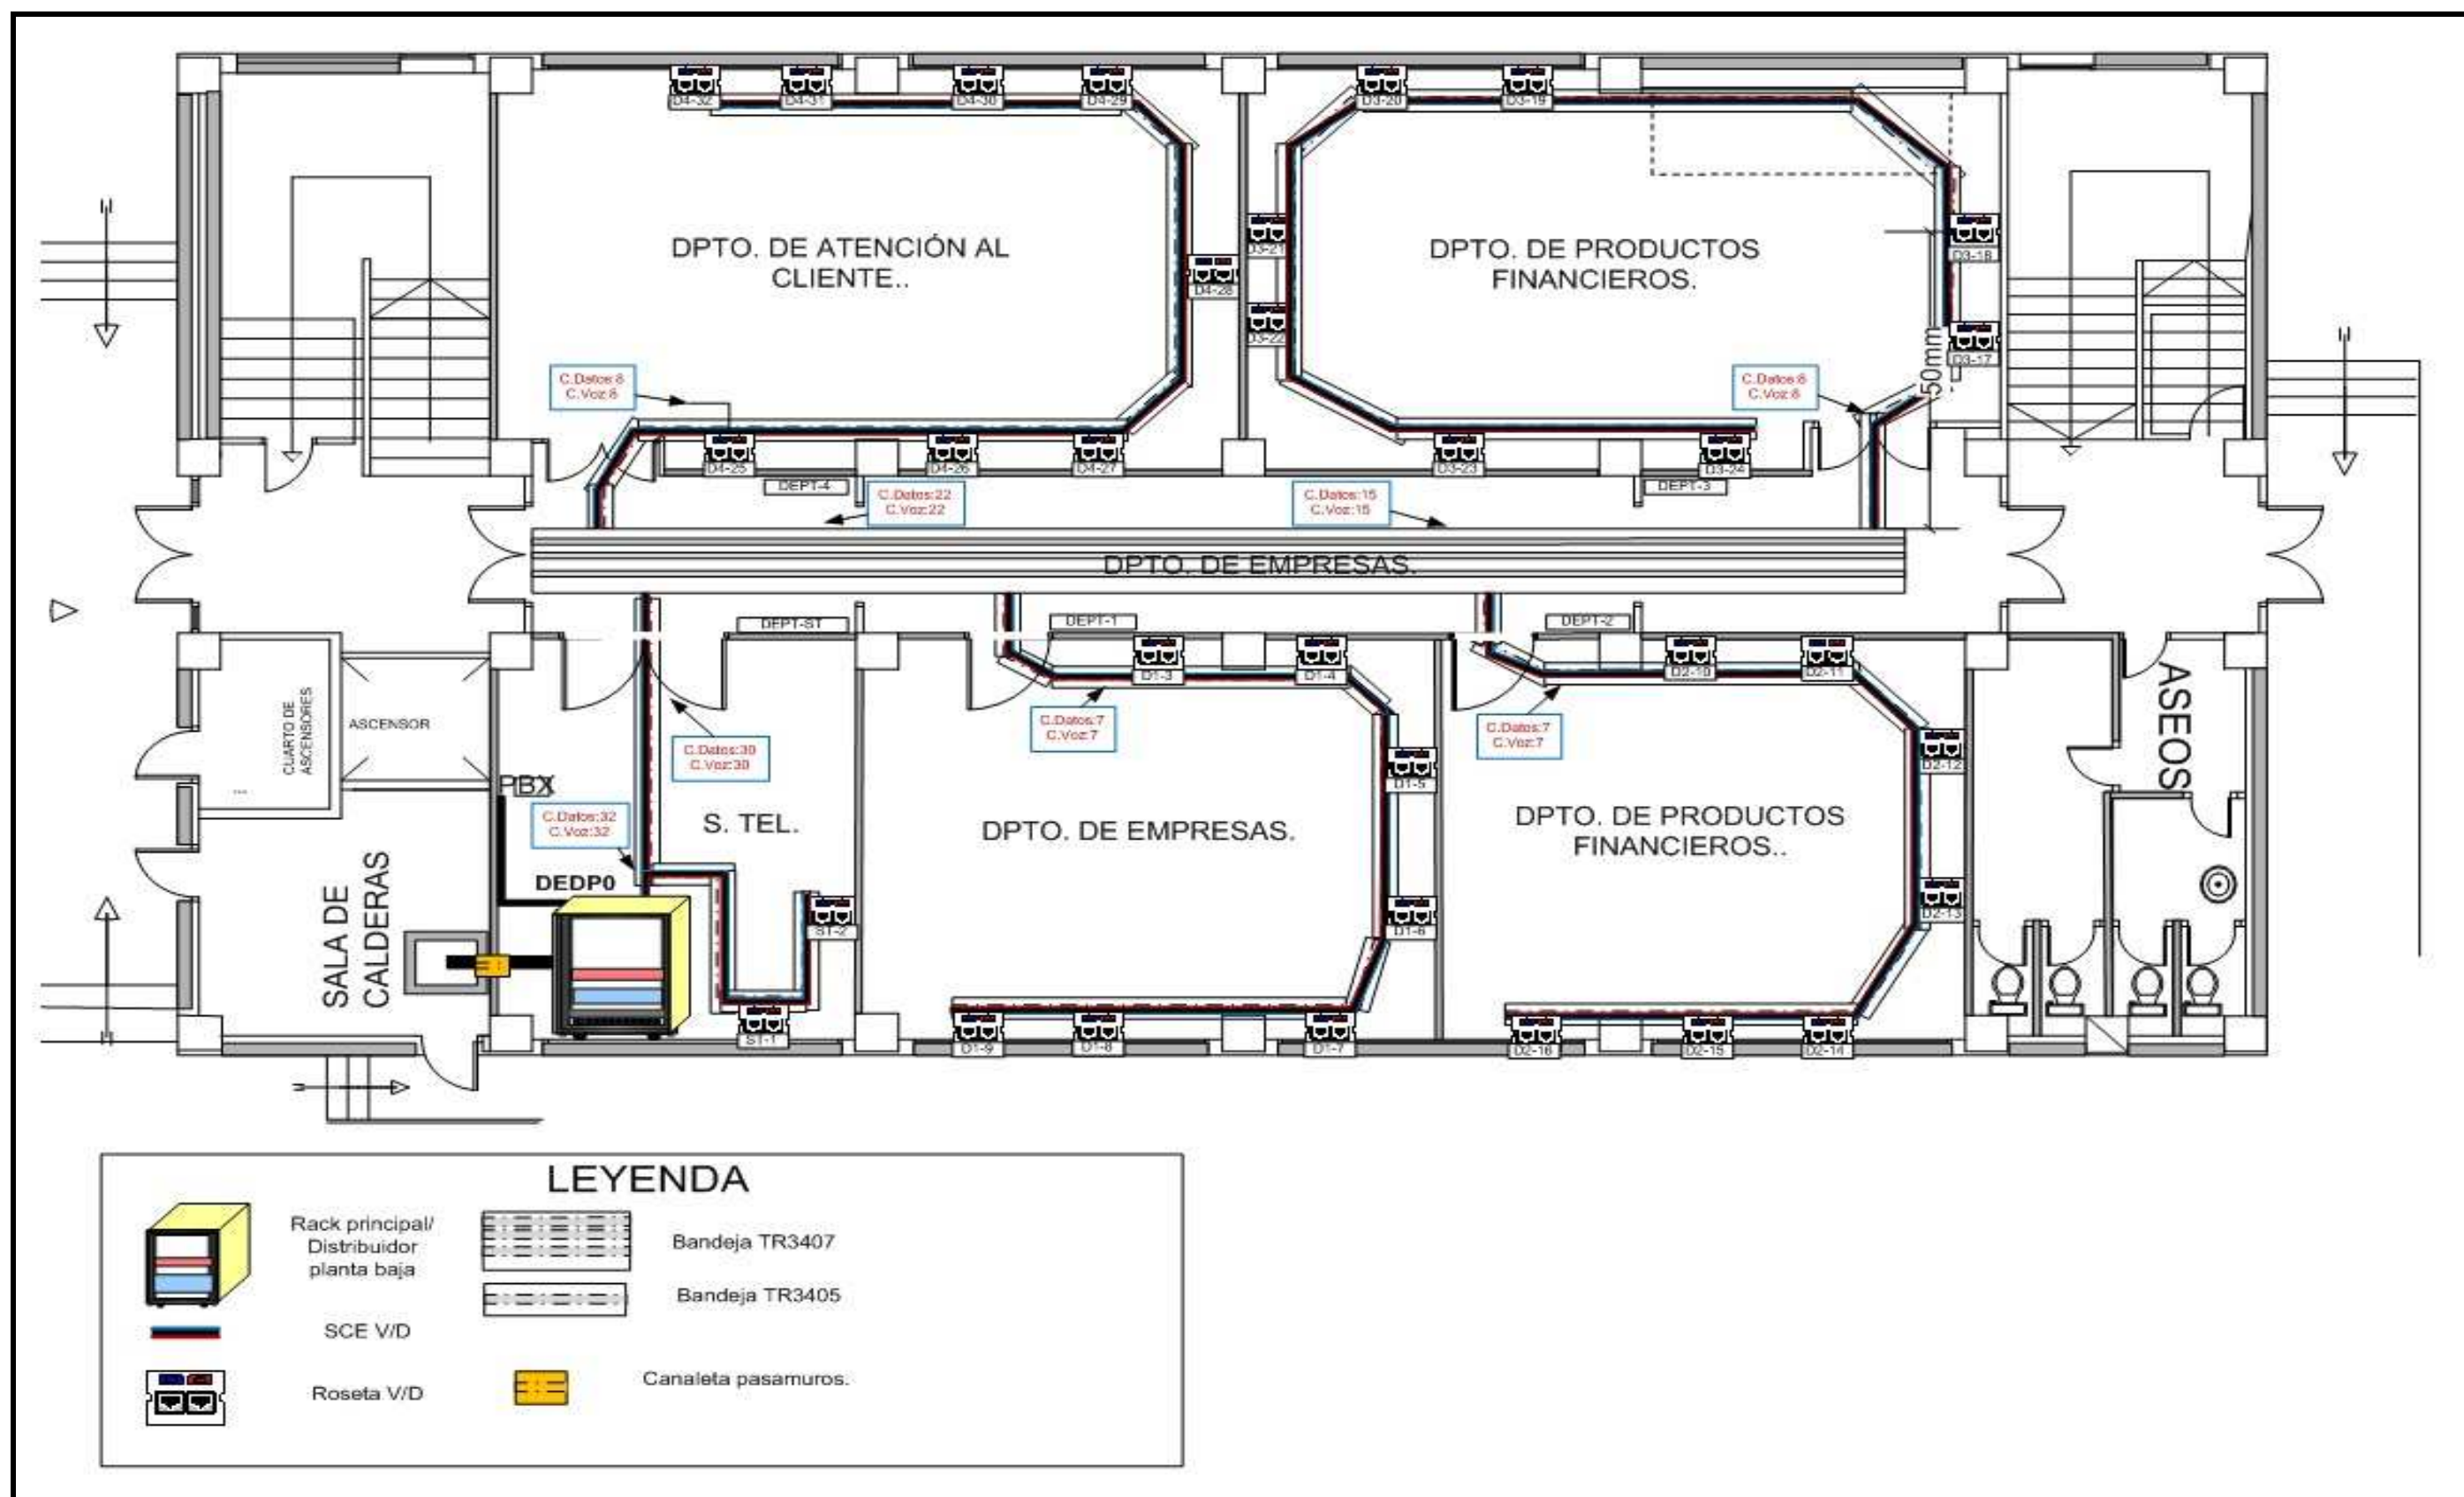 D4-32
D4-31
D4-30
D4-29
D3-20
D3-19
DPTO. DE ATENCIÓN AL
CLIENTE..
D4-28
D3-21
D3-22
DPTO. DE PRODUCTOS
FINANCIEROS.
D3-18
D3-17
50mm
C.Datos:8
C.Voz:8
C.Datos:8
C.Voz:8
D4-25
D4-26
D4-27
D3-23
D3-24
DEPT-4
C.Datos:22
C.Voz:22
C.Datos:15
C.Voz:15
DEPT-3
DPTO. DE EMPRESAS.
DEPT-ST
DEPT-1
DEPT-2
D1-3
D1-4
D2-10
D2-11
CUARTO DE
ASCENSORES
...
ASCENSOR
C.Datos:30
C.Voz:30
C.Datos:7
C.Voz:7
C.Datos:7
C.Voz:7
ASEOS
PBX
C.Datos:32
C.Voz:32
S. TEL.
D1-5
D2-12
DPTO. DE EMPRESAS.
DPTO. DE PRODUCTOS
FINANCIEROS..
SALA DE
CALDERAS
DEDP0
ST-2
D1-6
D2-13
ST-1
D1-9
D1-8
D1-7
D2-16
D2-15
D2-14
LEYENDA
Rack principal/
Distribuidor
planta baja
Bandeja TR3407
Bandeja TR3405
SCE V/D
Roseta V/D
Canaleta pasamuros.